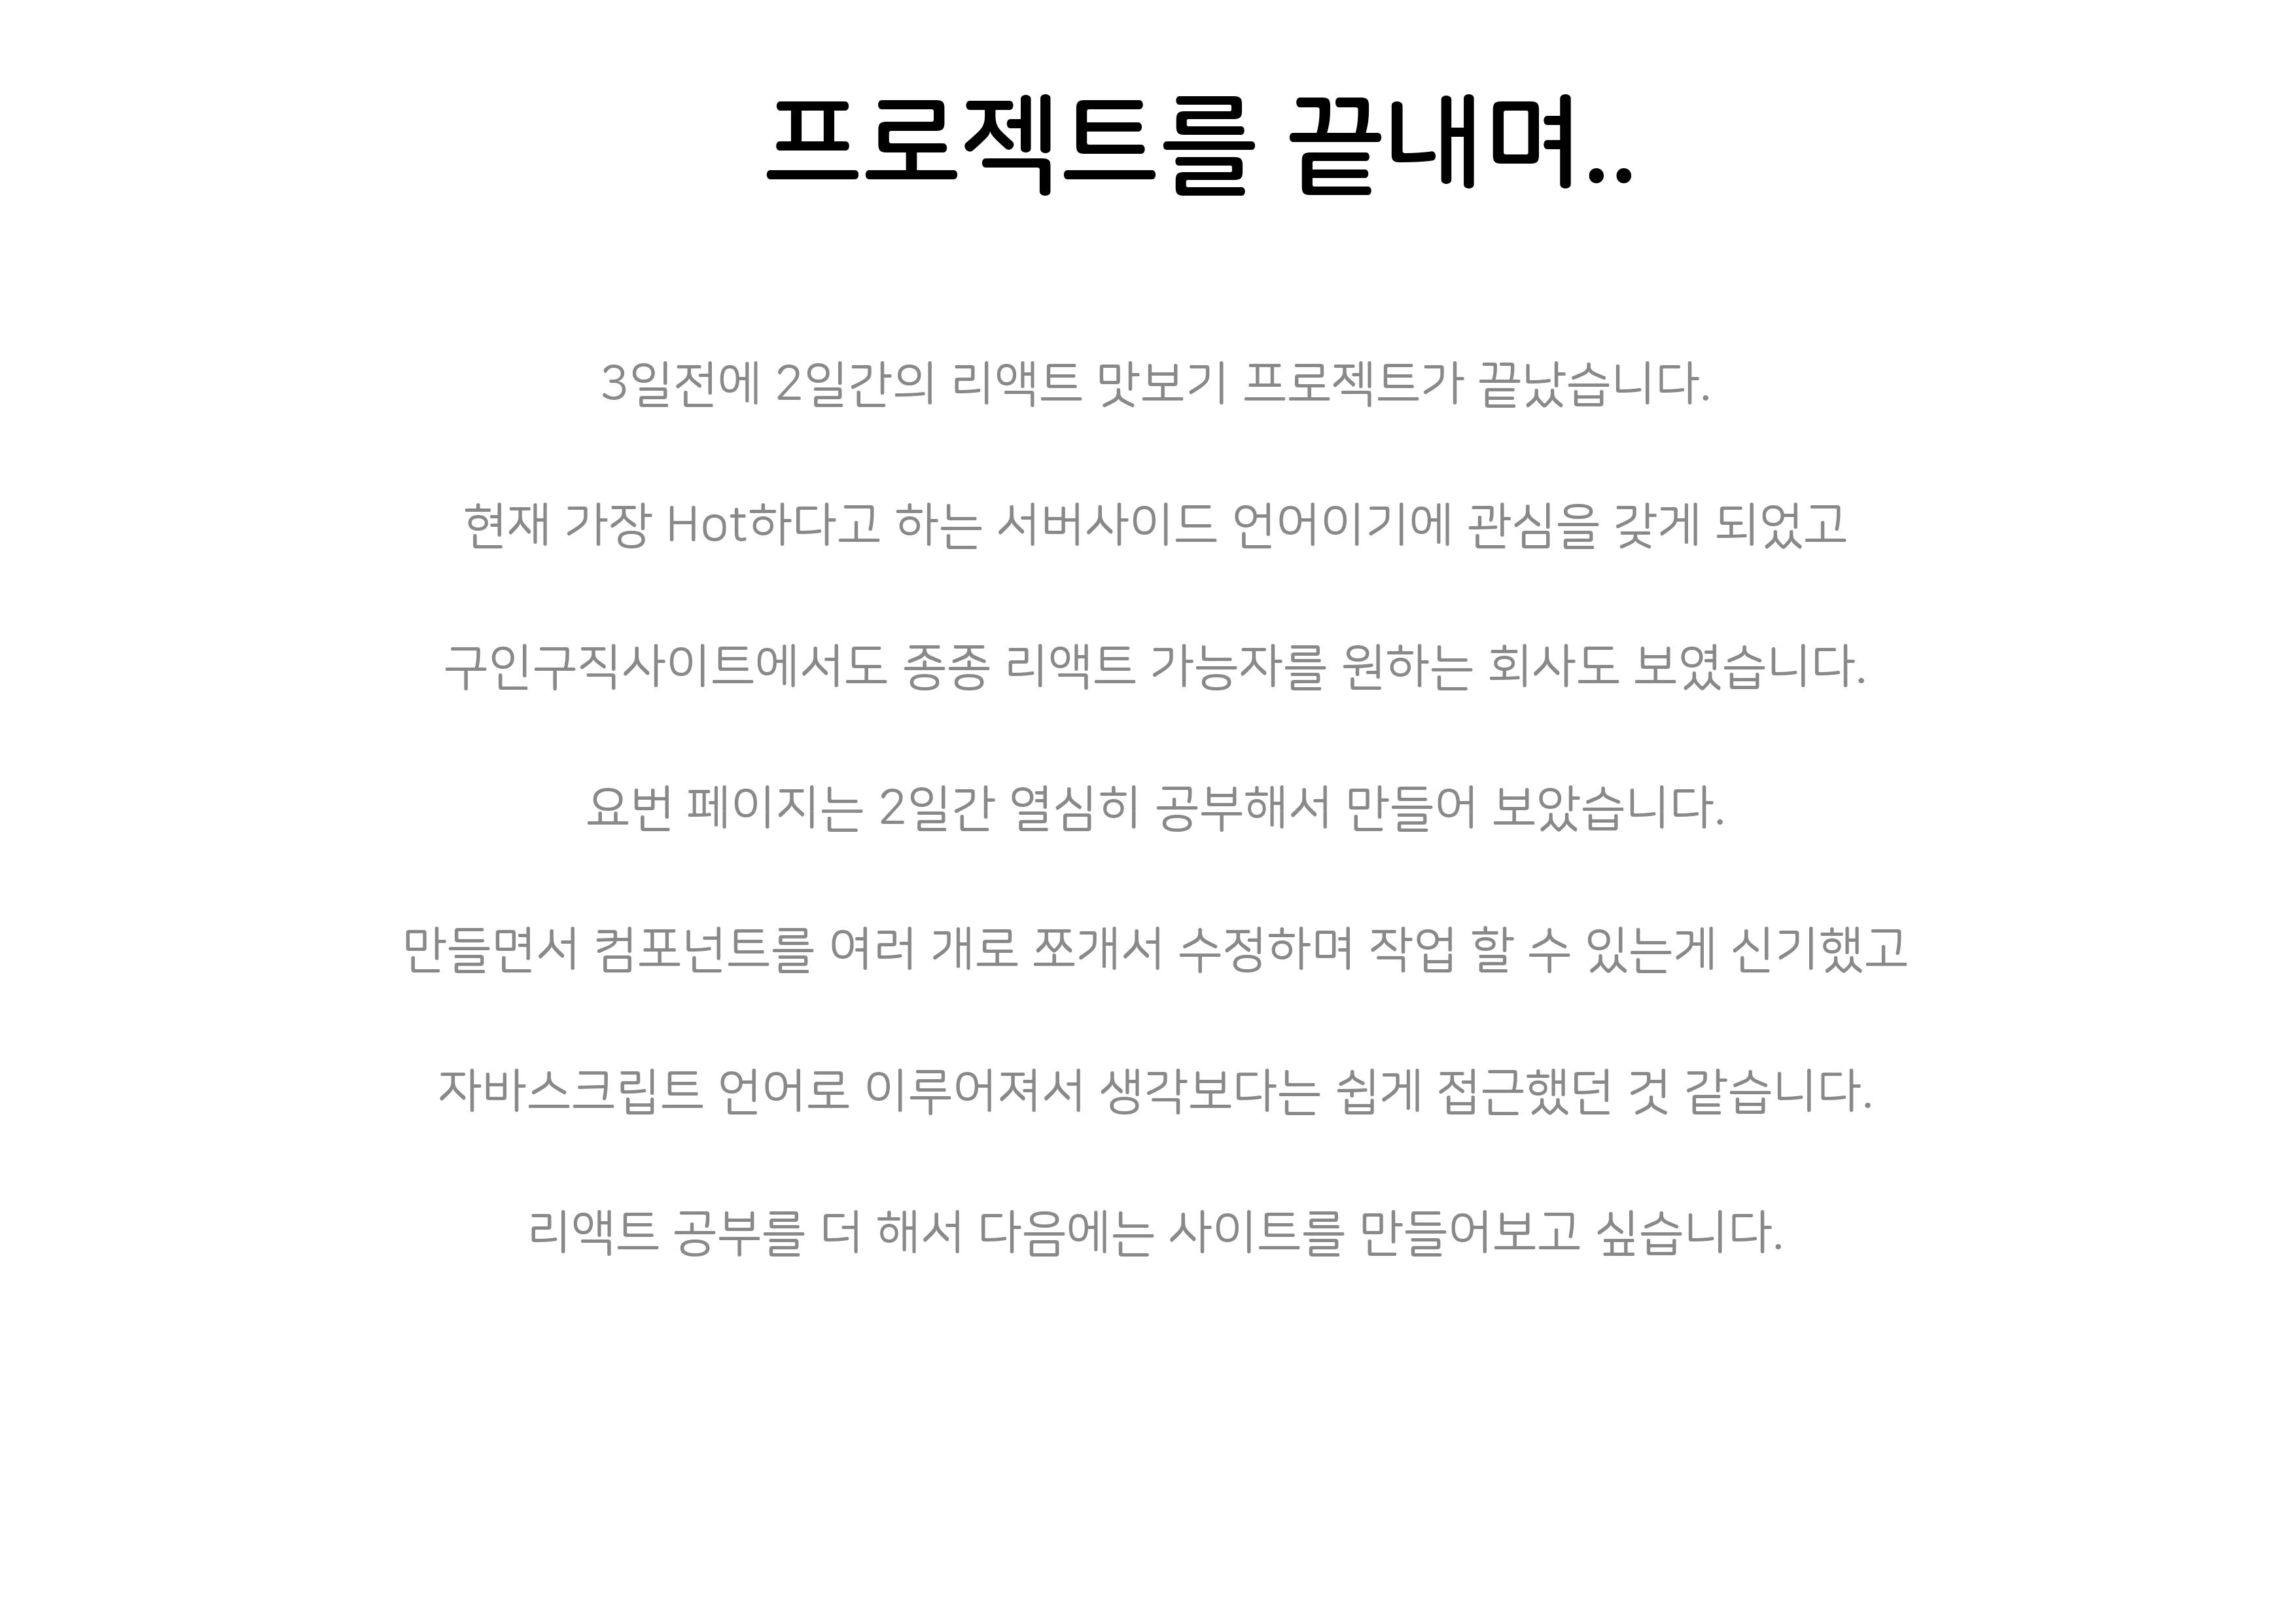 프로젝트를 끝내며..
3일전에 2일간의 리액트 맛보기 프로젝트가 끝났습니다.
현재 가장 Hot하다고 하는 서버사이드 언어이기에 관심을 갖게 되었고
구인구직사이트에서도 종종 리액트 가능자를 원하는 회사도 보였습니다.
요번 페이지는 2일간 열심히 공부해서 만들어 보았습니다.
만들면서 컴포넌트를 여러 개로 쪼개서 수정하며 작업 할 수 있는게 신기했고
자바스크립트 언어로 이루어져서 생각보다는 쉽게 접근했던 것 같습니다.
리액트 공부를 더 해서 다음에는 사이트를 만들어보고 싶습니다.